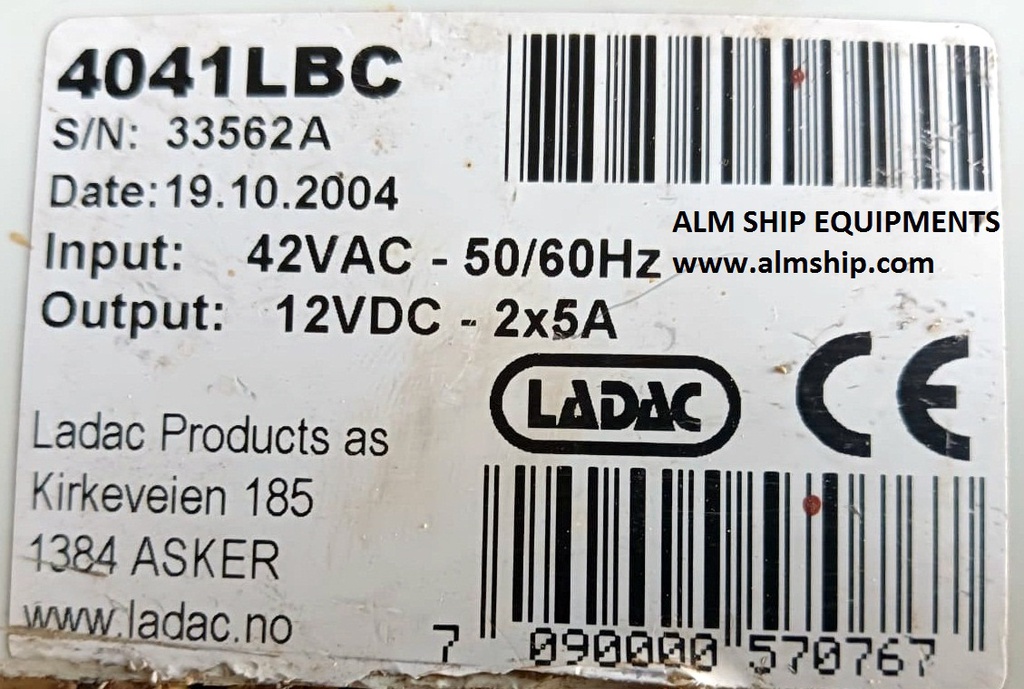 4041LBC
S/N: 33562A
Date:19.10.2004
ALM SHIP EQUIPMENTS
www.almship.com
Input: 42VAC - 50/60Hz
Output: 12VDC - 2x5A
LADAC
CE
Ladac Products as
Kirkeveien 185
1384 ASKER
www.ladac.no
7 090000 570767